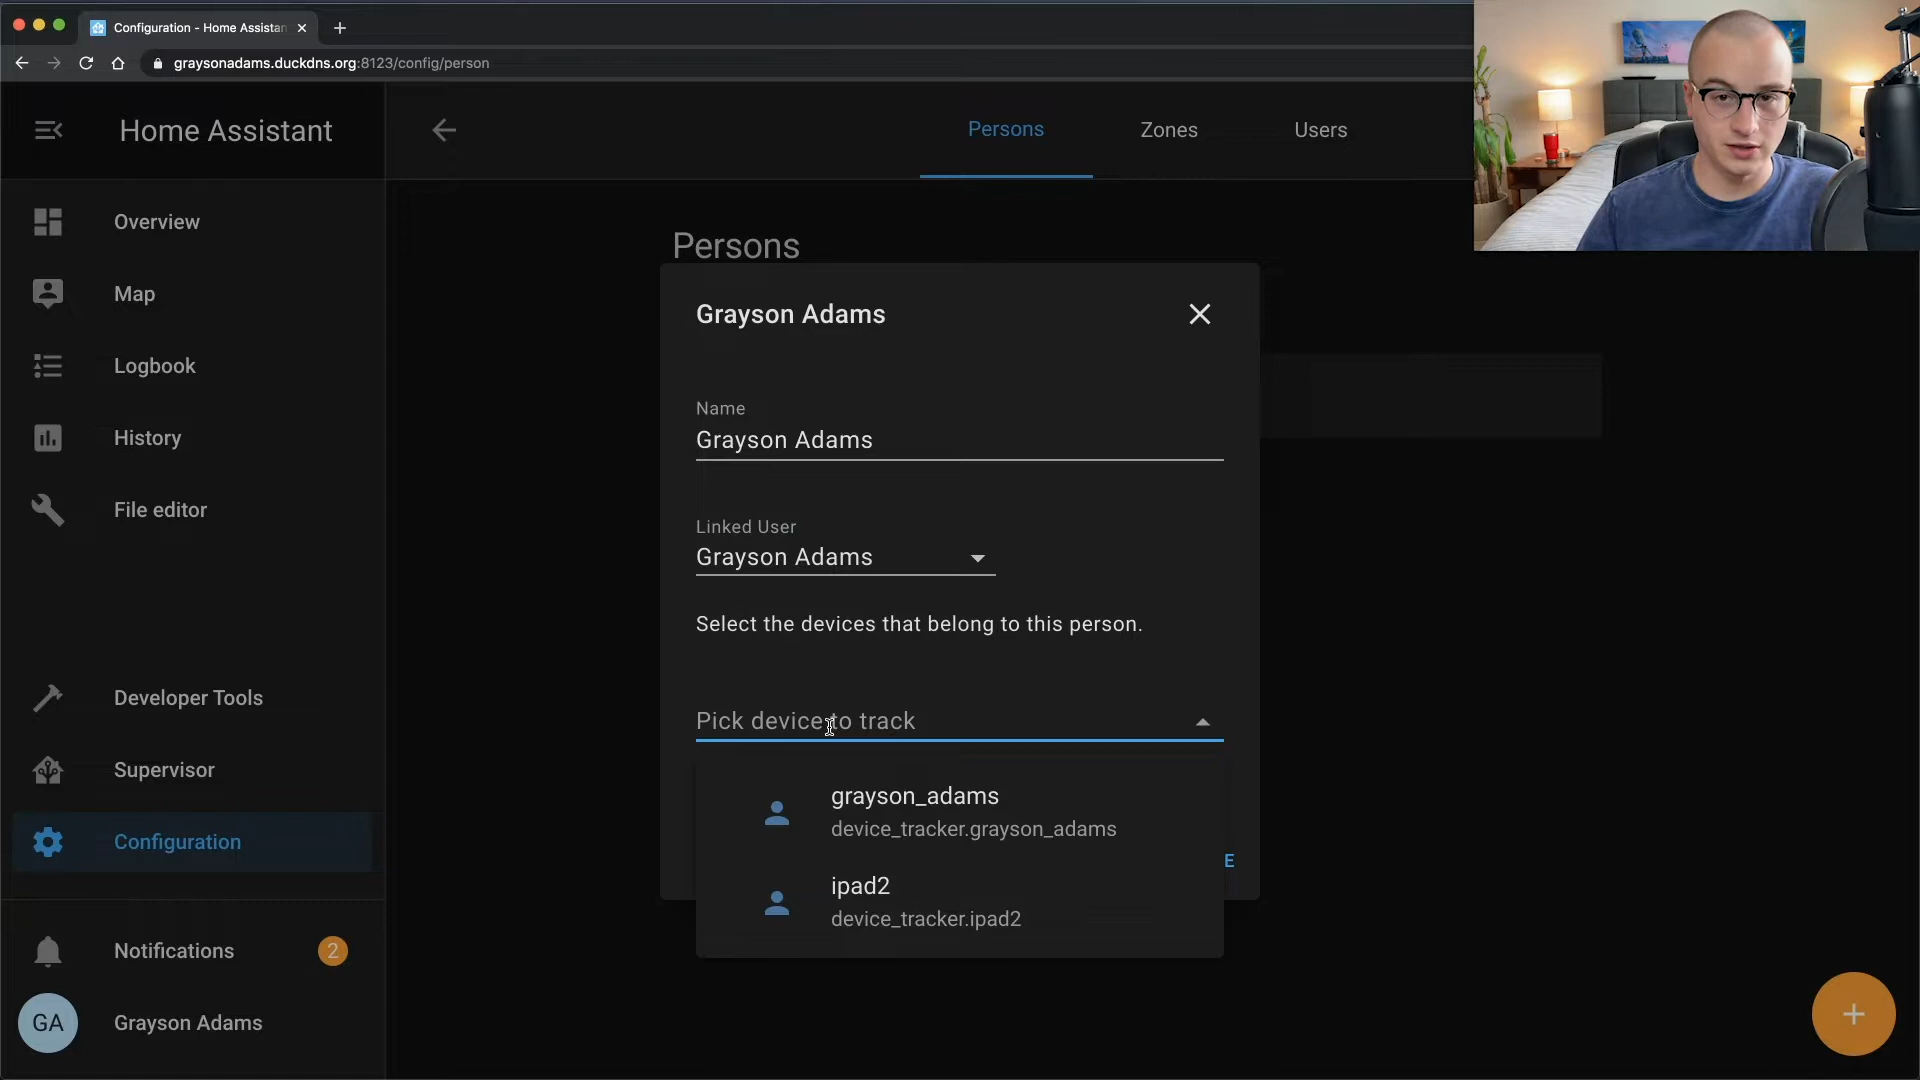 Configuration - Home Assistan
graysonadams.duckdns.org:8123/config/person
Home Assistant
Persons
Zones
Users
Overview
Map
Logbook
History
File editor
Developer Tools
Supervisor
Configuration
Notifications
2
GA
Grayson Adams
Persons
Grayson Adams
Name
Grayson Adams
Linked User
Grayson Adams
Select the devices that belong to this person.
Pick device to track
grayson_adams
device_tracker.grayson_adams
E
ipad2
device_tracker.ipad2